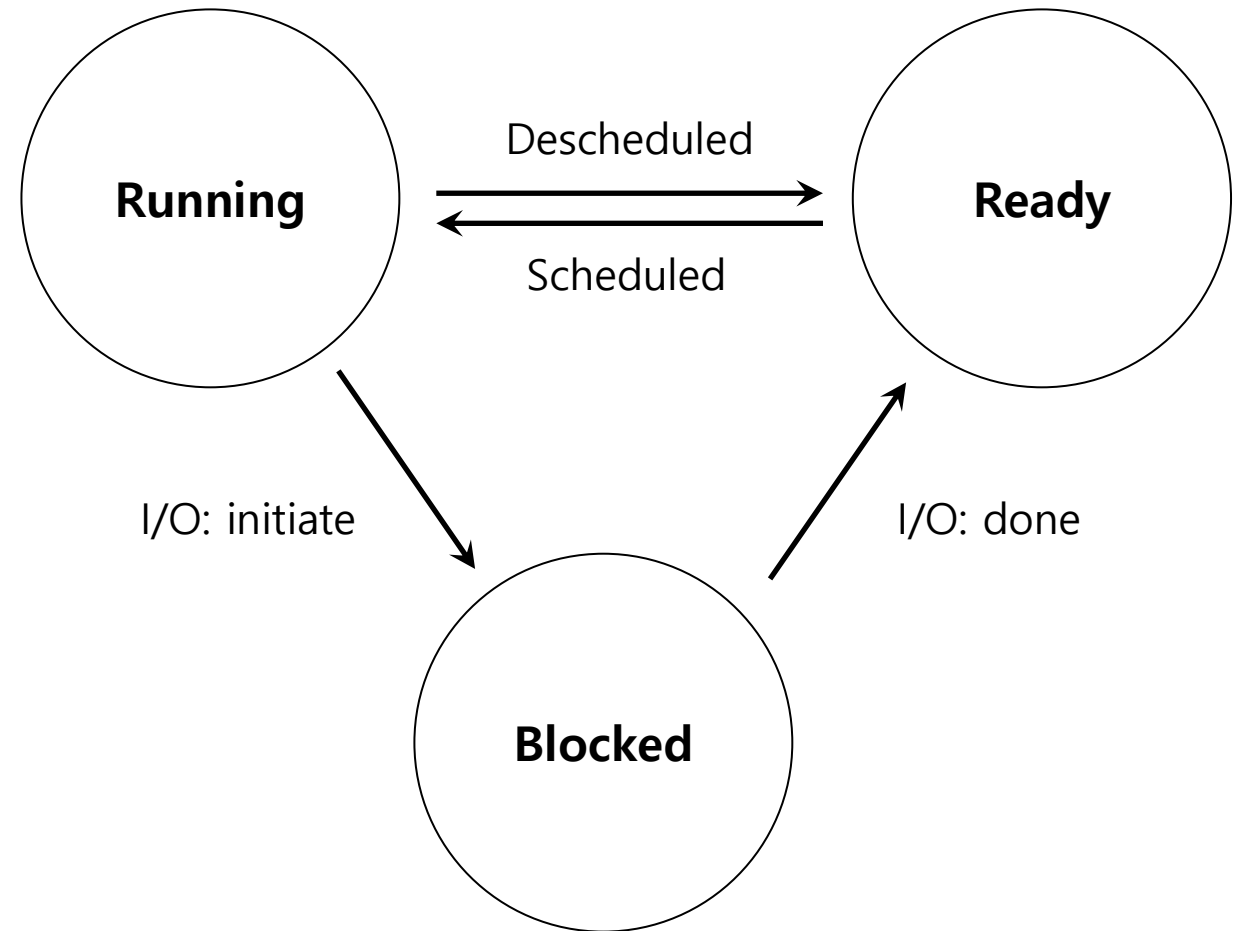 Descheduled
Running
Ready
Scheduled
I/O: initiate
I/O: done
Blocked